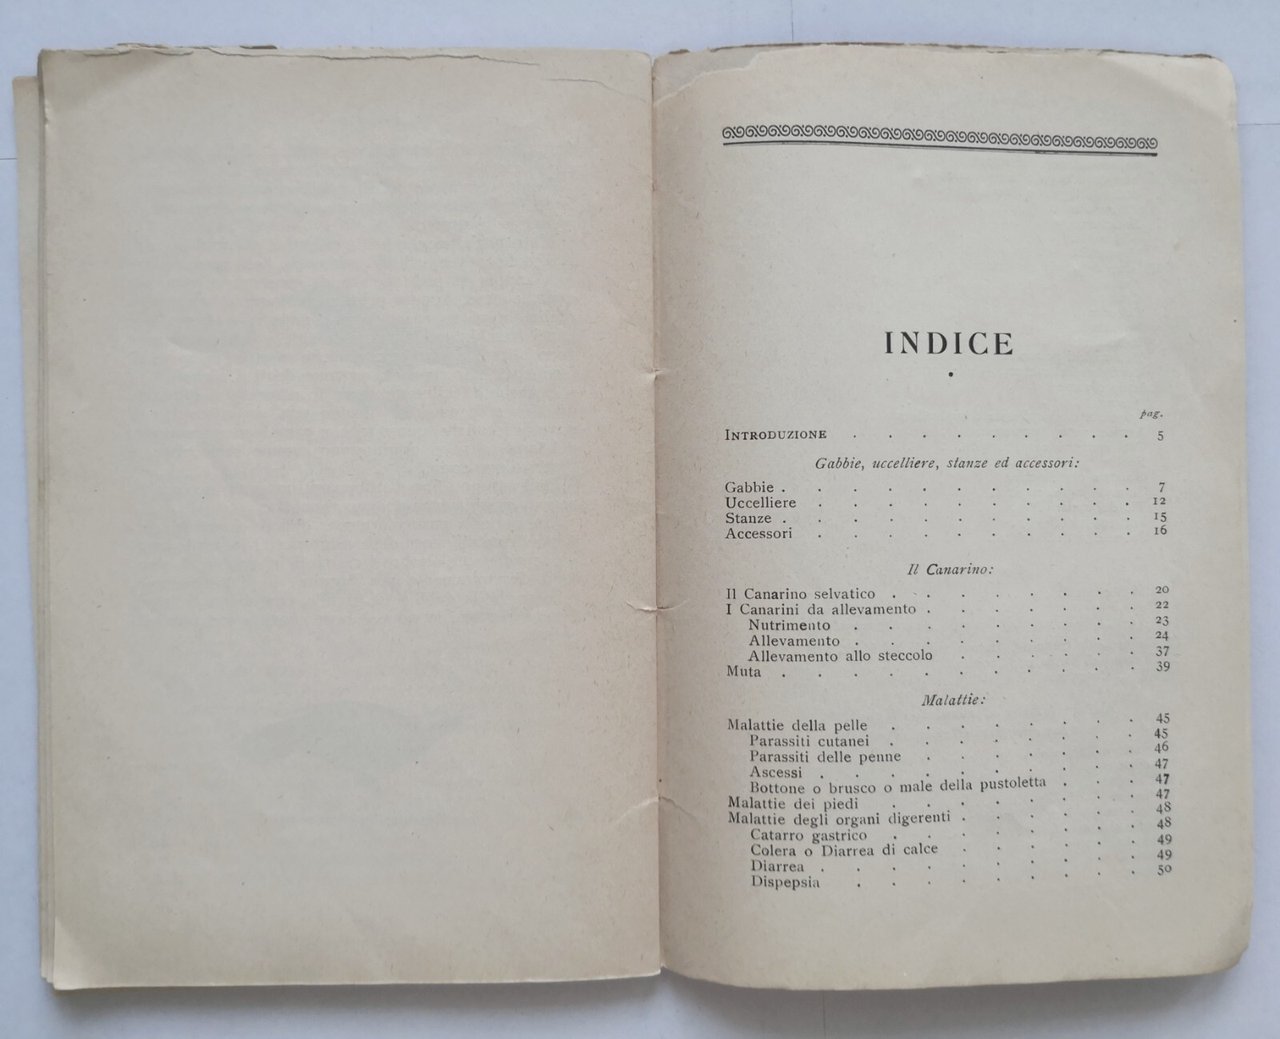 INDICE
pag.
INTRODUZIONE . . . . . . . . . 5
Gabbie, uccelliere, stanze ed accessori:
Gabbie . . . . . . . . . . . 7
Uccelliere . . . . . . . . . . 12
Stanze . . . . . . . . . . . 15
Accessori . . . . . . . . . . 16
Il Canarino:
Il Canarino selvatico . . . . . . . . 20
I Canarini da allevamento . . . . . . . 22
Nutrimento . . . . . . . . . 23
Allevamento . . . . . . . . . 24
Allevamento allo steccolo . . . . . . 37
Muta . . . . . . . . . . . 39
Malattie:
Malattie della pelle . . . . . . . . 45
Parassiti cutanei . . . . . . . . 45
Parassiti delle penne . . . . . . . 46
Ascessi . . . . . . . . . . 47
Bottone o brusco o male della pustoletta . . . 47
Malattie dei piedi . . . . . . . . 47
Malattie degli organi digerenti . . . . . . 48
Catarro gastrico . . . . . . . . 48
Colera o Diarrea di calce . . . . . . 49
Diarrea . . . . . . . . . . 49
Dispepsia . . . . . . . . . 50